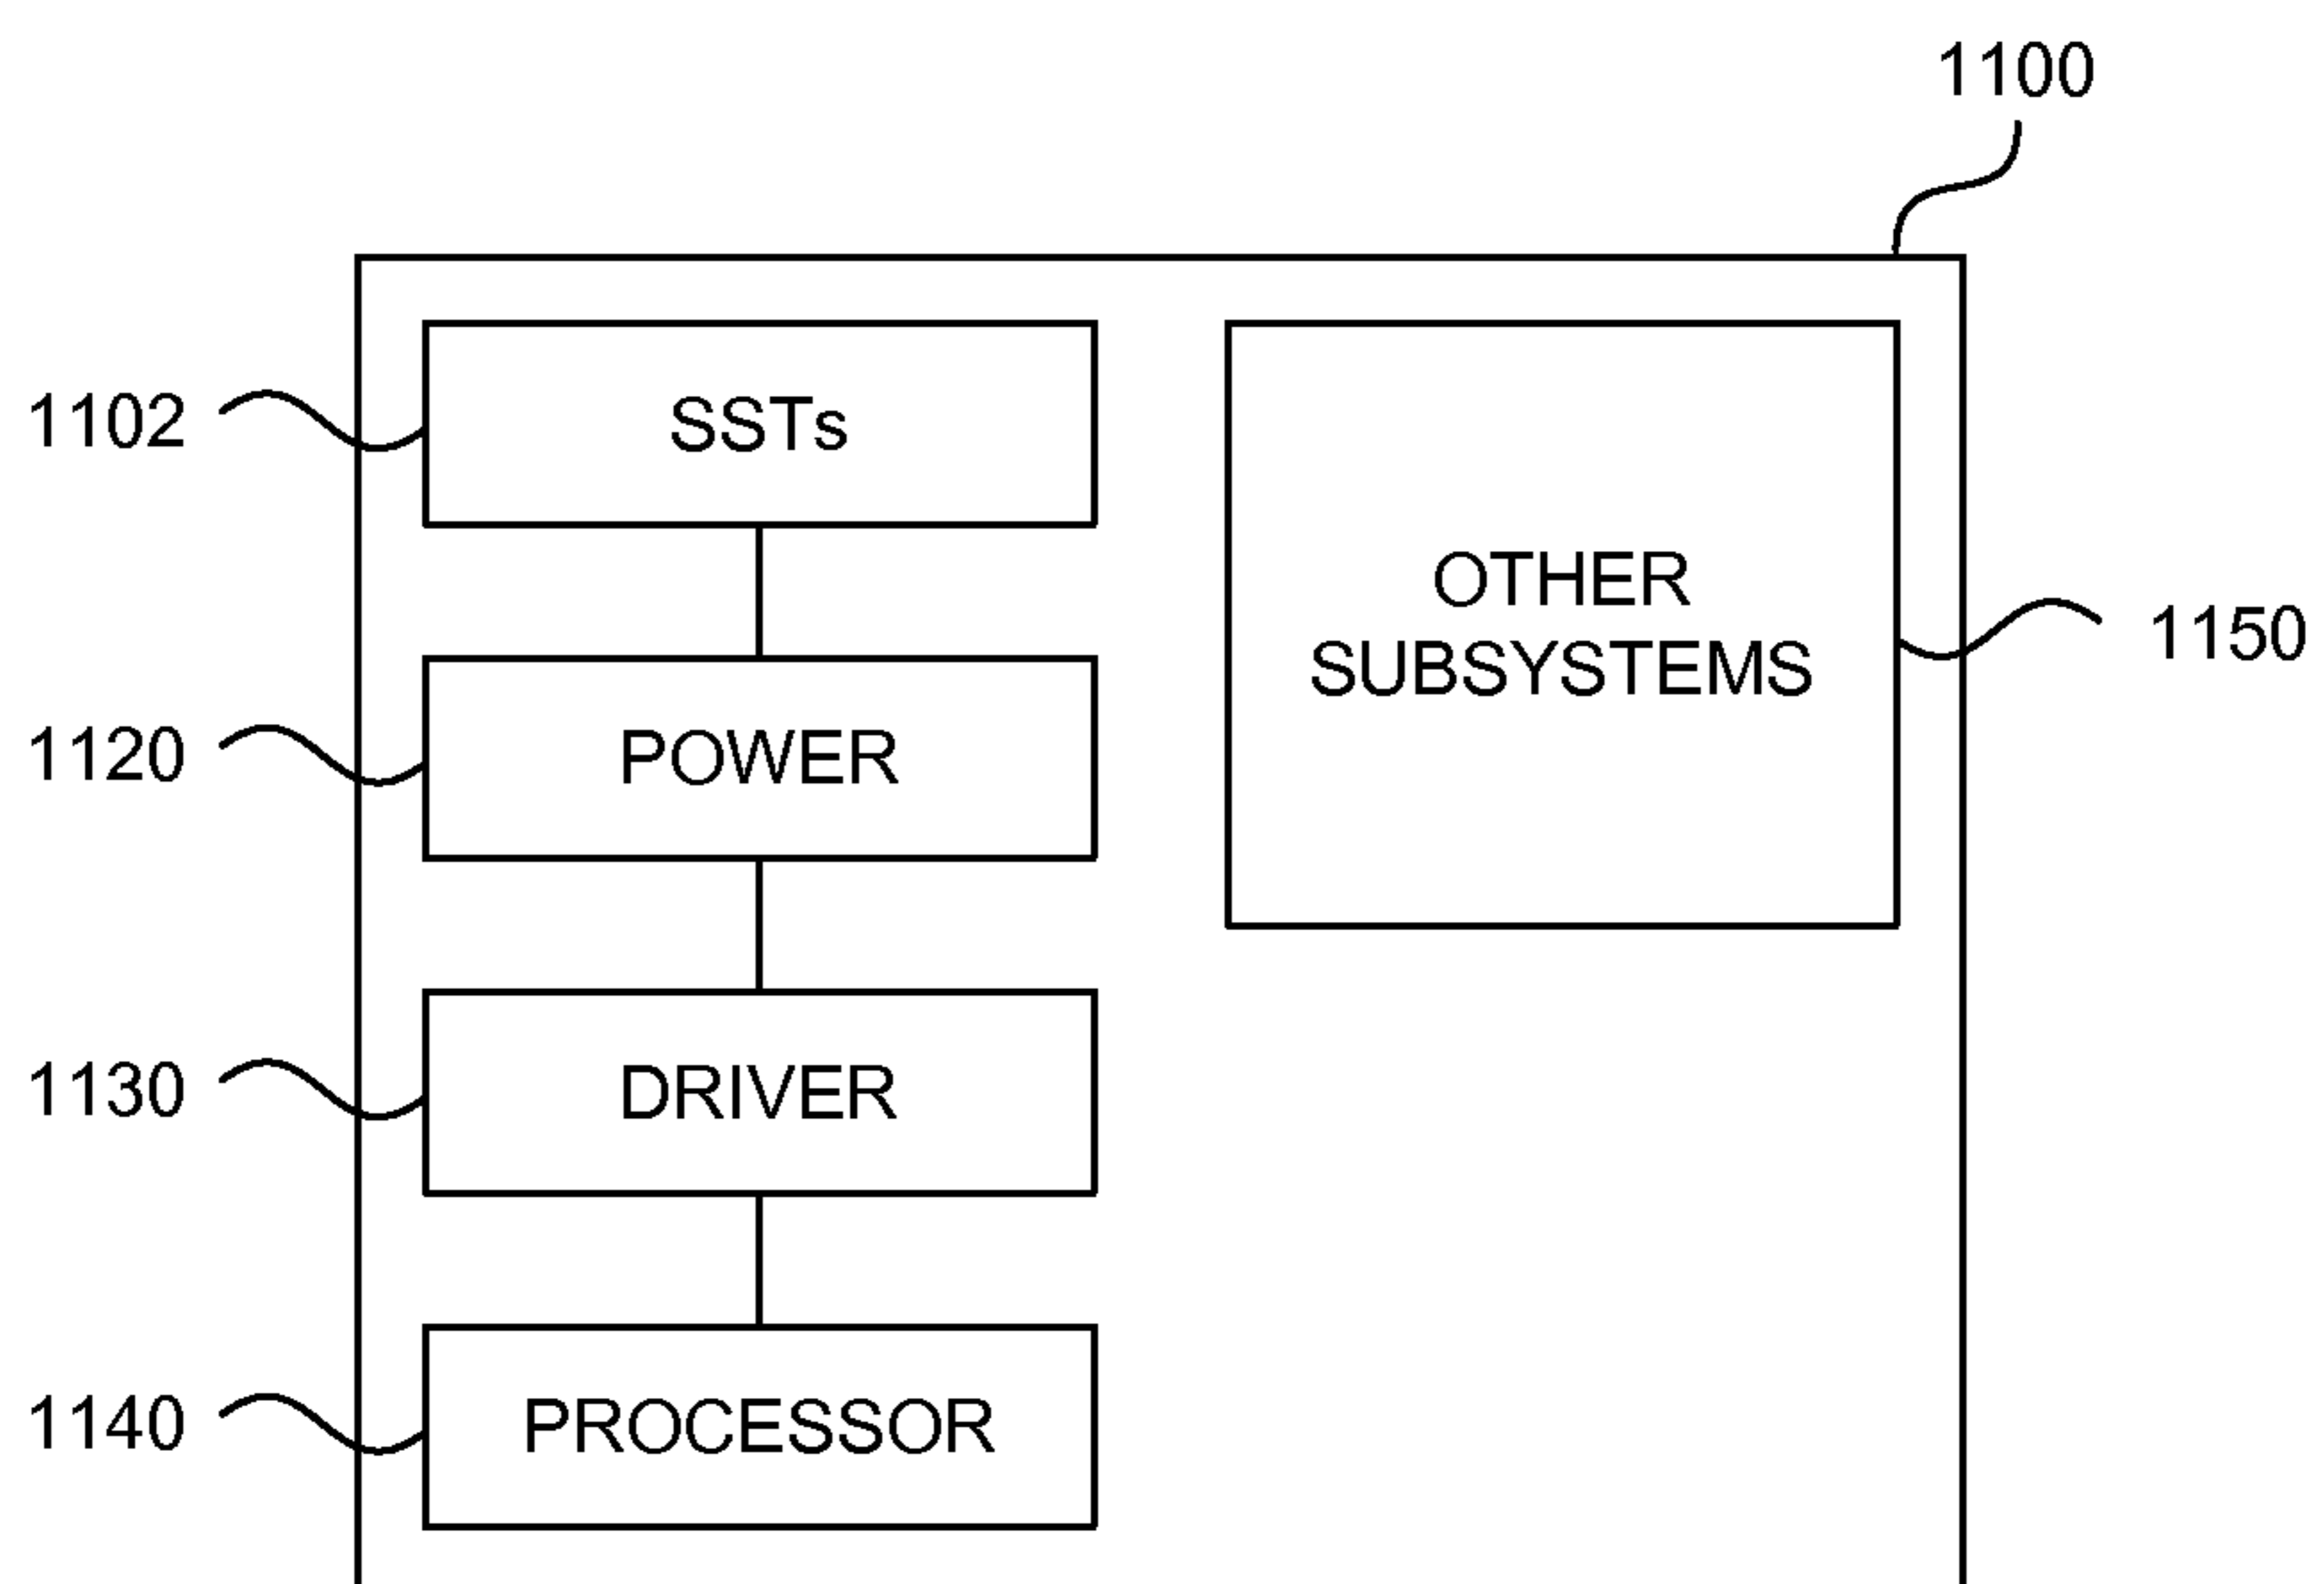 1100
1102
SSTs
OTHER
SUBSYSTEMS
1150
1120
POWER
1130
DRIVER
1140
PROCESSOR